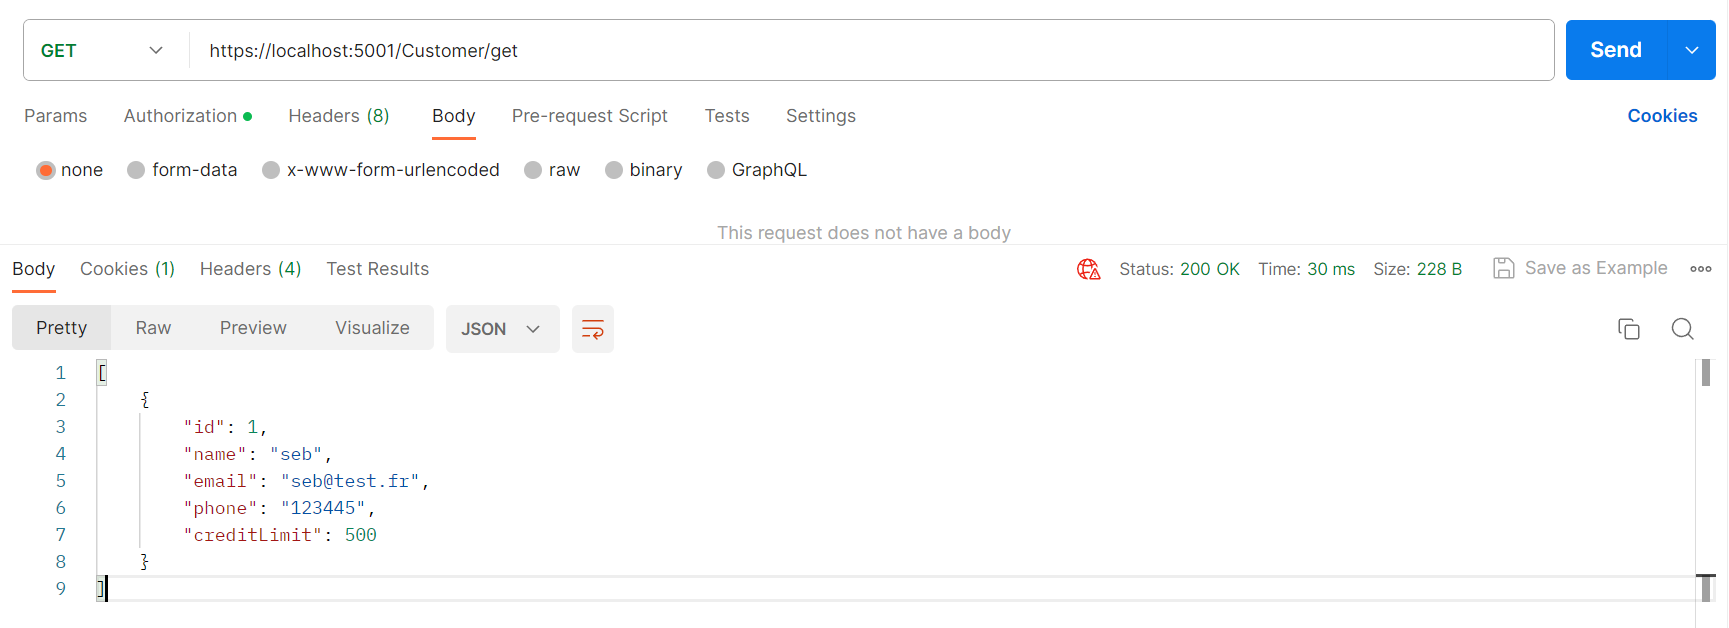 GET https://localhost:5001/Customer/get Send
Params Authorization Headers (8) Body Pre-request Script Tests Settings Cookies
none form-data x-www-form-urlencoded raw binary GraphQL
This request does not have a body
Body Cookies (1) Headers (4) Test Results Status: 200 OK Time: 30 ms Size: 228 B Save as Example
Pretty Raw Preview Visualize JSON
1 [
2 {
3 "id": 1,
4 "name": "seb",
5 "email": "seb@test.fr",
6 "phone": "123445",
7 "creditLimit": 500
8 }
9 ]